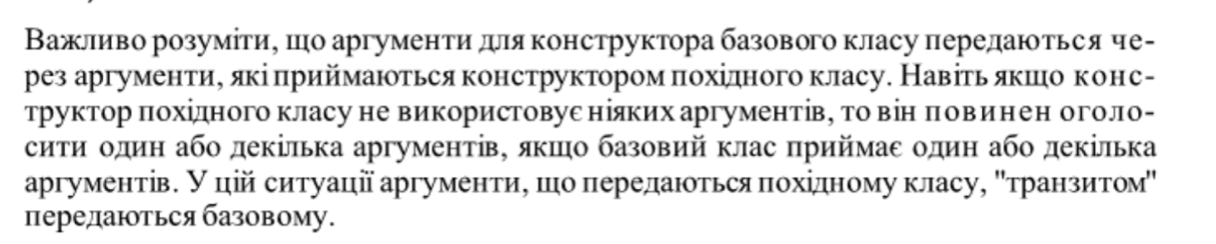 Важливо розуміти, що аргументи для конструктора базового класу передаються че-
рез аргументи, які приймаються конструктором похідного класу. Навіть якщо конс-
труктор похідного класу не використовує ніяких аргументів, то він повинен оголо-
сити один або декілька аргументів, якщо базовий клас приймає один або декілька
аргументів. У цій ситуації аргументи, що передаються похідному класу, "транзитом"
передаються базовому.